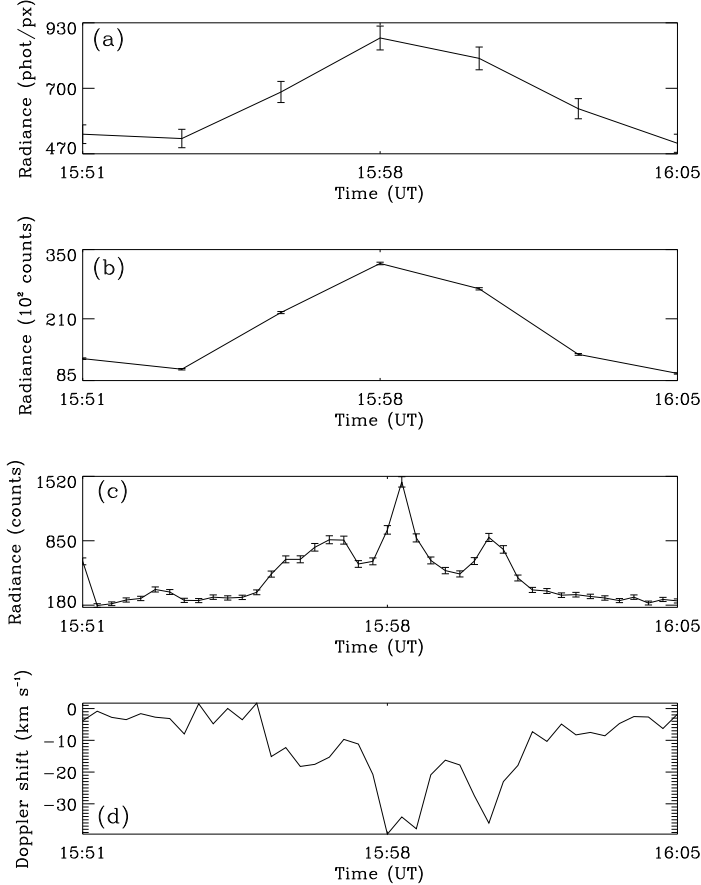 Radiance (phot/px)
930
(a)
700
470
15:51
15:58
16:05
Time (UT)
Radiance (10² counts)
350
(b)
210
85
15:51
15:58
16:05
Time (UT)
Radiance (counts)
1520
(c)
850
180
15:51
15:58
16:05
Time (UT)
Doppler shift (km s⁻¹)
0
−10
−20
−30
(d)
15:51
15:58
16:05
Time (UT)